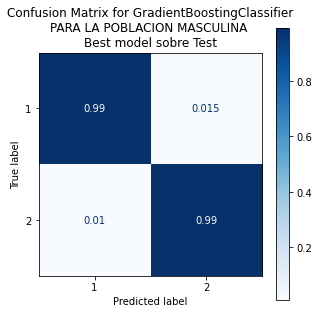 Confusion Matrix for GradientBoostingClassifier
PARA LA POBLACION MASCULINA
Best model sobre Test
1
0.99
0.015
2
0.01
0.99
1
2
True label
Predicted label
0.8
0.6
0.4
0.2